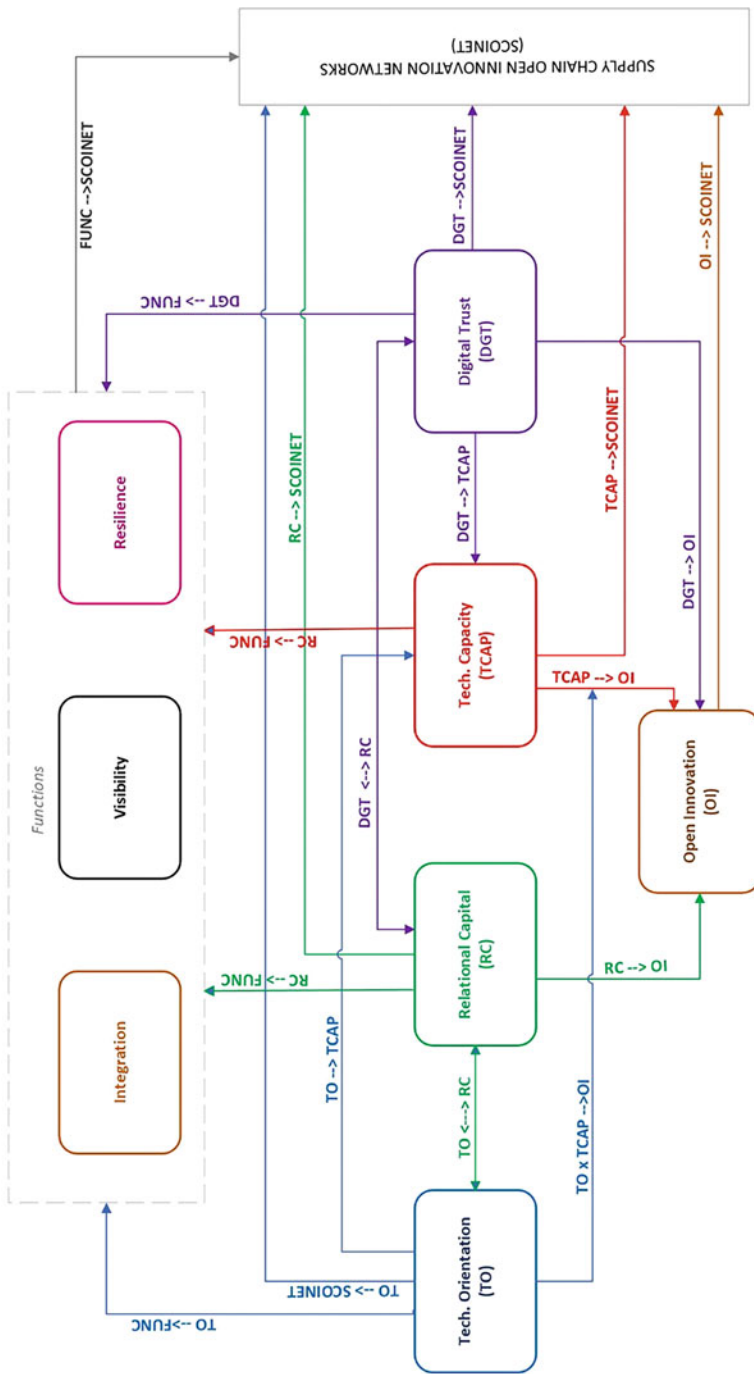 Functions
Integration
Visibility
Resilience
FUNC -->SCOINET
SUPPLY CHAIN OPEN INNOVATION NETWORKS
(SCOINET)
TO -->FUNC
TO --> SCOINET
TO --> TCAP
RC --> FUNC
RC --> SCOINET
RC --> FUNC
DGT --> FUNC
DGT <--> RC
Tech. Orientation
(TO)
TO <---> RC
Relational Capital
(RC)
Tech. Capacity
(TCAP)
DGT --> TCAP
Digital Trust
(DGT)
DGT -->SCOINET
TO x TCAP -->OI
RC --> OI
TCAP --> OI
TCAP -->SCOINET
DGT --> OI
Open Innovation
(OI)
OI --> SCOINET